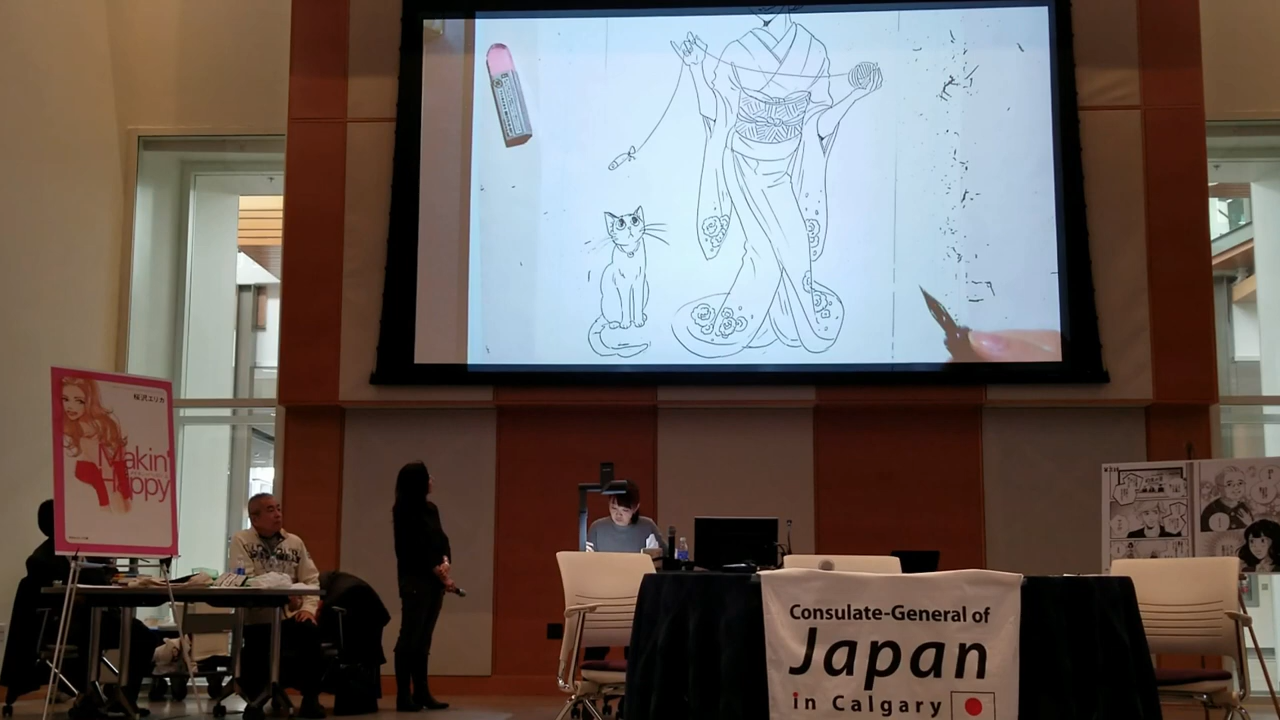 桜沢エリカ
Makin'
Happy
Consulate-General of
Japan
in Calgary